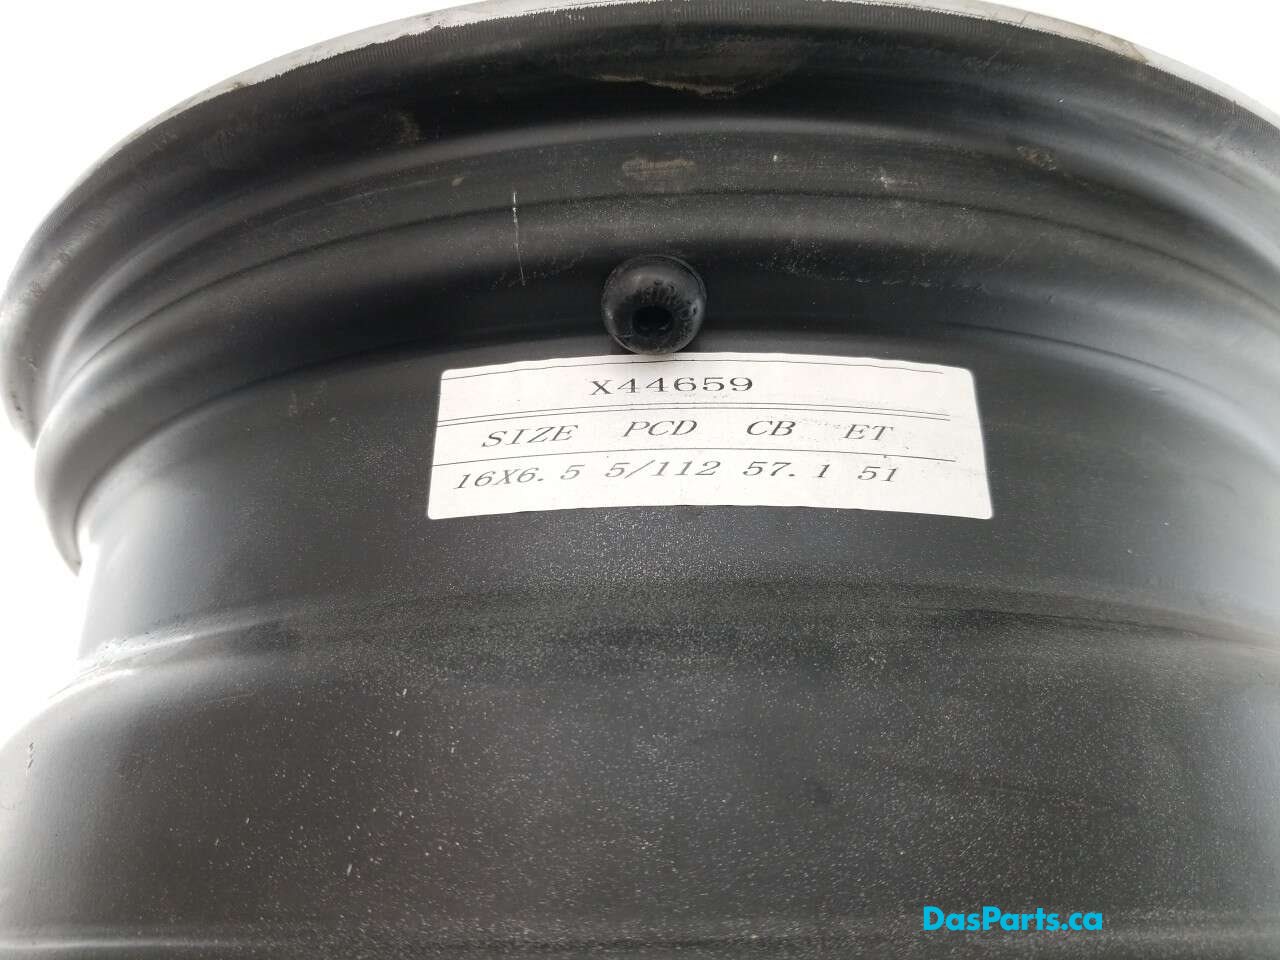 X44659
SIZE PCD CB ET
16X6.5 5/112 57.1 51
DasParts.ca